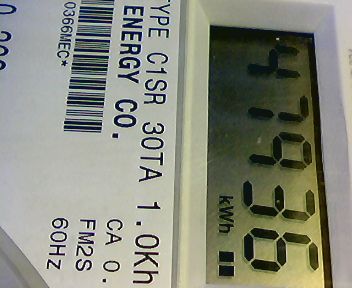 47936
kWh
TYPE C1SR 30TA 1.0Kh
ENERGY CO.
CA 0.
FM2S
0366MEC*
60HZ